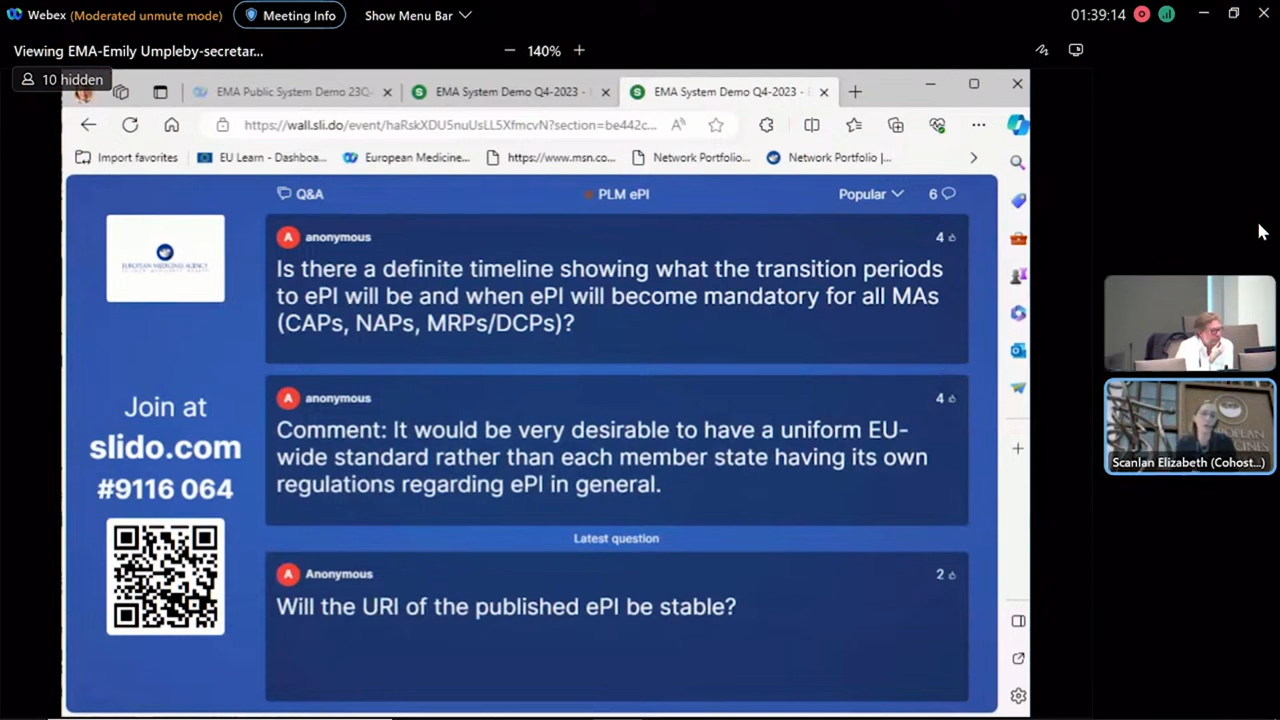 Webex (Moderated unmute mode) Meeting Info Show Menu Bar 01:39:14
Viewing EMA-Emily Umpleby-secretar... 140%
10 hidden
EMA Public System Demo 23Q EMA System Demo Q4-2023 - EMA System Demo Q4-2023 -
https://wall.sli.do/event/haRskXDU5nuUsLL5XfmcvN?section=be442c...
Import favorites EU Learn - Dashboa... European Medicine... https://www.msn.co... Network Portfolio... Network Portfolio |...
Q&A PLM ePI Popular 6
EUROPEAN MEDICINES AGENCY
A anonymous 4
Is there a definite timeline showing what the transition periods
to ePI will be and when ePI will become mandatory for all MAs
(CAPs, NAPs, MRPs/DCPs)?
A anonymous 4
Comment: It would be very desirable to have a uniform EU-
wide standard rather than each member state having its own
regulations regarding ePI in general.
Join at
slido.com
#9116 064
Latest question
A Anonymous 2
Will the URI of the published ePI be stable?
Scanlan Elizabeth (Cohost...)